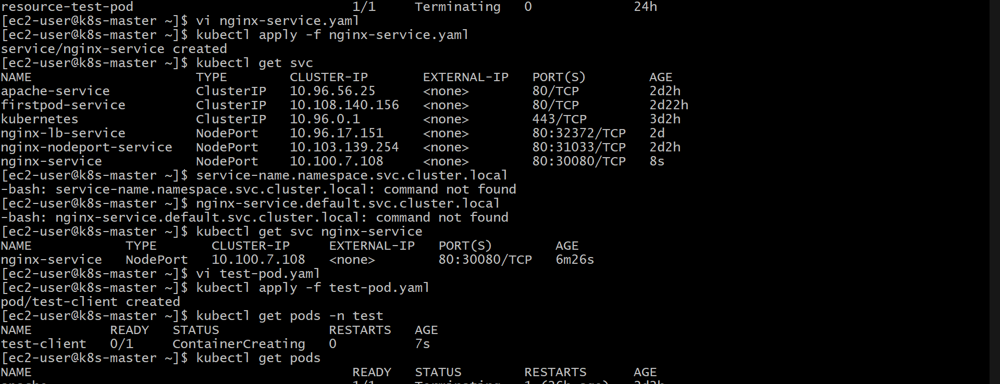 resource-test-pod                            1/1     Terminating   0             24h
[ec2-user@k8s-master ~]$ vi nginx-service.yaml
[ec2-user@k8s-master ~]$ kubectl apply -f nginx-service.yaml
service/nginx-service created
[ec2-user@k8s-master ~]$ kubectl get svc
NAME                     TYPE        CLUSTER-IP       EXTERNAL-IP   PORT(S)        AGE
apache-service           ClusterIP   10.96.56.25      <none>        80/TCP         2d2h
firstpod-service         ClusterIP   10.108.140.156   <none>        80/TCP         2d22h
kubernetes               ClusterIP   10.96.0.1        <none>        443/TCP        3d2h
nginx-lb-service         NodePort    10.96.17.151     <none>        80:32372/TCP   2d
nginx-nodeport-service   NodePort    10.103.139.254   <none>        80:31033/TCP   2d2h
nginx-service            NodePort    10.100.7.108     <none>        80:30080/TCP   8s
[ec2-user@k8s-master ~]$ service-name.namespace.svc.cluster.local
-bash: service-name.namespace.svc.cluster.local: command not found
[ec2-user@k8s-master ~]$ nginx-service.default.svc.cluster.local
-bash: nginx-service.default.svc.cluster.local: command not found
[ec2-user@k8s-master ~]$ kubectl get svc nginx-service
NAME            TYPE       CLUSTER-IP     EXTERNAL-IP   PORT(S)        AGE
nginx-service   NodePort   10.100.7.108   <none>        80:30080/TCP   6m26s
[ec2-user@k8s-master ~]$ vi test-pod.yaml
[ec2-user@k8s-master ~]$ kubectl apply -f test-pod.yaml
pod/test-client created
[ec2-user@k8s-master ~]$ kubectl get pods -n test
NAME          READY   STATUS              RESTARTS   AGE
test-client   0/1     ContainerCreating   0          7s
[ec2-user@k8s-master ~]$ kubectl get pods
NAME                                         READY   STATUS        RESTARTS      AGE
apache                                       1/1     Terminating   1 (26h ago)